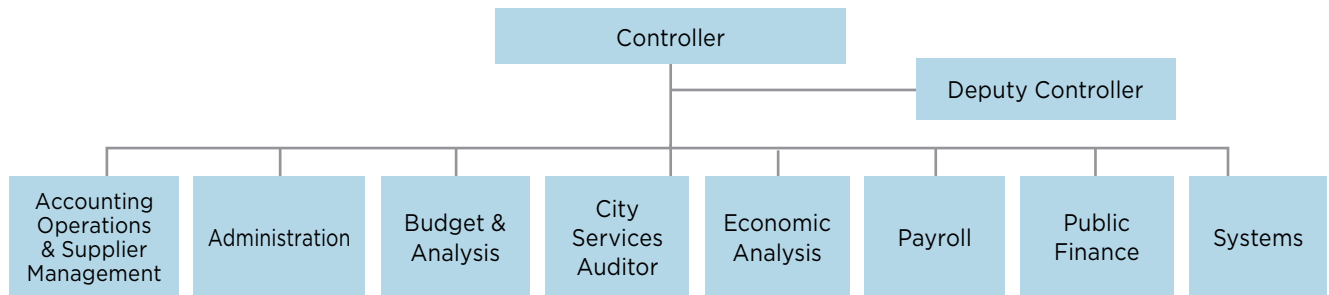 Controller
Deputy Controller
Accounting
Operations
& Supplier
Management
Administration
Budget &
Analysis
City
Services
Auditor
Economic
Analysis
Payroll
Public
Finance
Systems